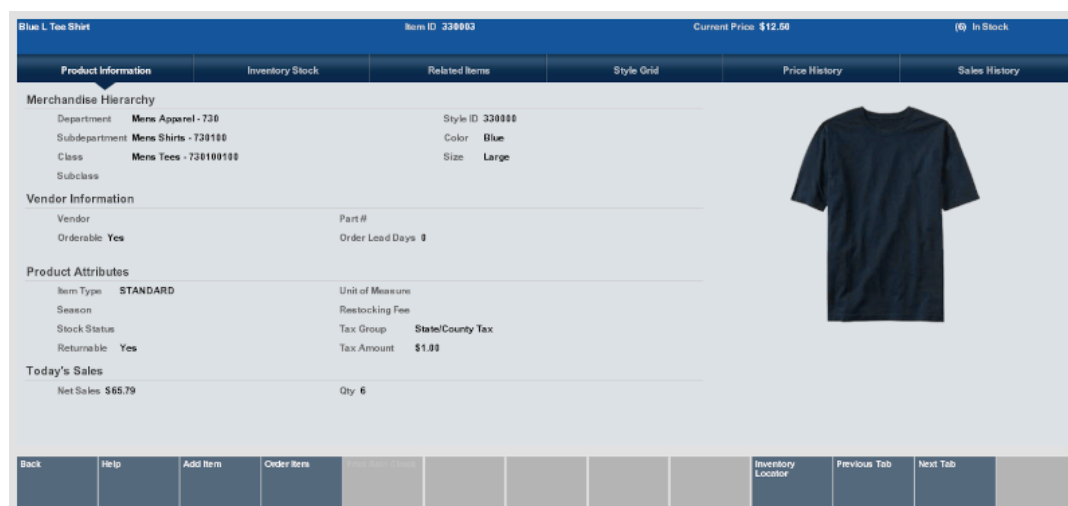 Blue L Tee Shirt Item ID 330003 Current Price $12.50 (6) In Stock
Product Information Inventory Stock Related Items Style Grid Price History Sales History
Merchandise Hierarchy
Department Mens Apparel - 730 Style ID 330000
Subdepartment Mens Shirts - 730100 Color Blue
Class Mens Tees - 730100100 Size Large
Subclass
Vendor Information
Vendor Part #
Orderable Yes Order Lead Days 0
Product Attributes
Item Type STANDARD Unit of Measure
Season Restocking Fee
Stock Status Tax Group State/County Tax
Returnable Yes Tax Amount $1.00
Today's Sales
Net Sales $65.79 Qty 6
Back Help Add Item Order Item Inventory Previous Tab Next Tab
Locator